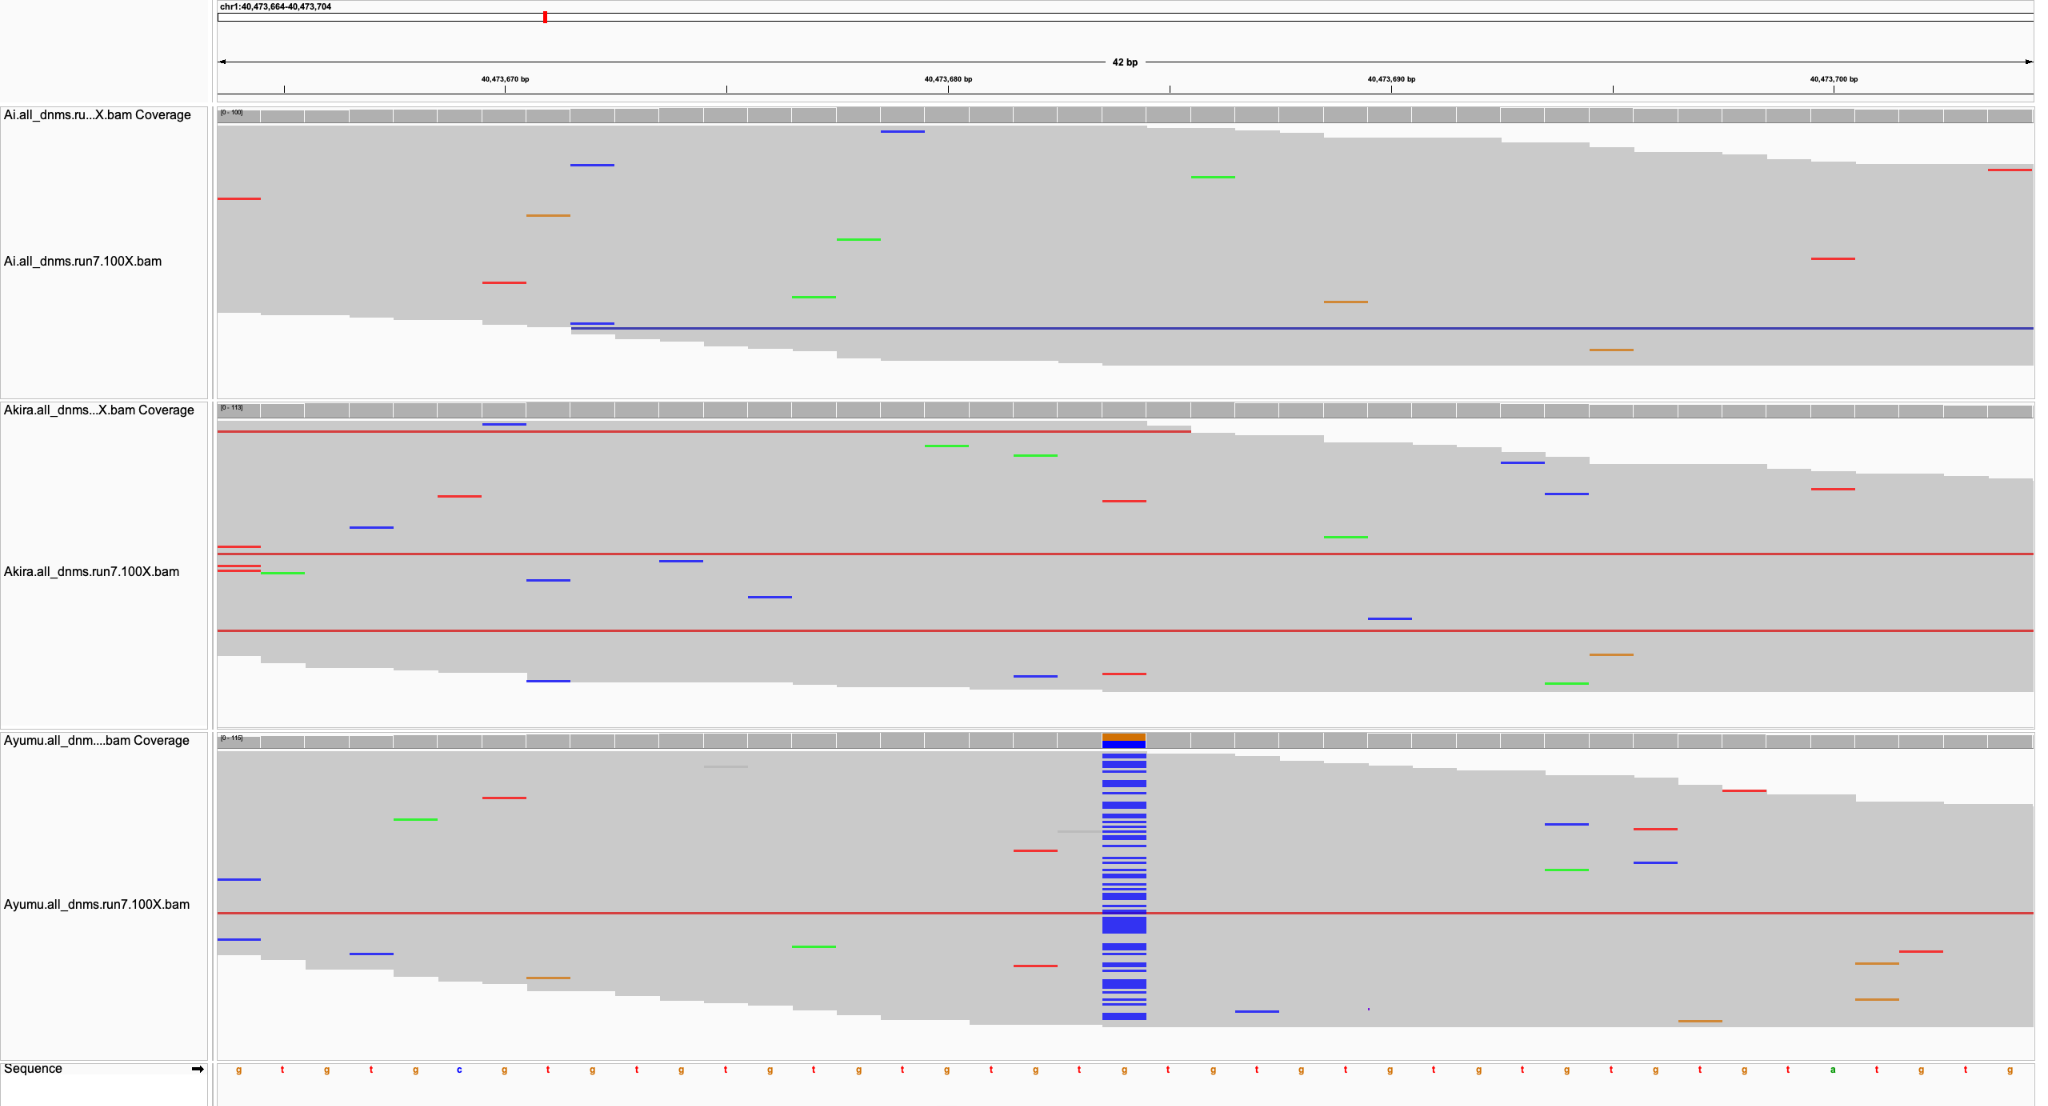 chr1:40,473,664-40,473,704
42 bp
40,473,670 bp 40,473,680 bp 40,473,690 bp 40,473,700 bp
Ai.all_dnms.ru...X.bam Coverage
[0 - 100]
Ai.all_dnms.run7.100X.bam
Akira.all_dnms...X.bam Coverage
[0 - 113]
Akira.all_dnms.run7.100X.bam
Ayumu.all_dnm....bam Coverage
[0 - 115]
Ayumu.all_dnms.run7.100X.bam
Sequence
g t g t g c g t g t g t g t g t g t g t g t g t g t g t g t g t g t g t a t g t g